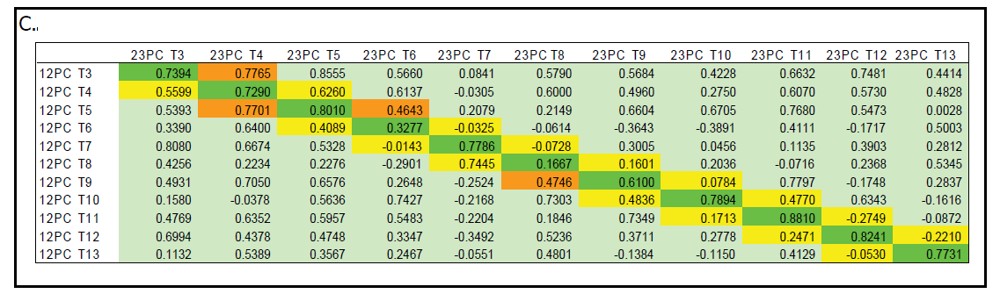 C.
23PC T3 23PC T4 23PC T5 23PC T6 23PC T7 23PC T8 23PC T9 23PC T10 23PC T11 23PC T12 23PC T13
12PC T3 0.7394 0.7765 0.8555 0.5660 0.0841 0.5790 0.5684 0.4228 0.6632 0.7481 0.4414
12PC T4 0.5599 0.7290 0.6260 0.6137 -0.0305 0.6000 0.4960 0.2750 0.6070 0.5730 0.4828
12PC T5 0.5393 0.7701 0.8010 0.4643 0.2079 0.2149 0.6604 0.6705 0.7680 0.5473 0.0028
12PC T6 0.3390 0.6400 0.4089 0.3277 -0.0325 -0.0614 -0.3643 -0.3891 0.4111 -0.1717 0.5003
12PC T7 0.8080 0.6674 0.5328 -0.0143 0.7786 -0.0728 0.3005 0.0456 0.1135 0.3903 0.2812
12PC T8 0.4256 0.2234 0.2276 -0.2901 0.7445 0.1667 0.1601 0.2036 -0.0716 0.2368 0.5345
12PC T9 0.4931 0.7050 0.6576 0.2648 -0.2524 0.4746 0.6100 0.0784 0.7797 -0.1748 0.2837
12PC T10 0.1580 -0.0378 0.5636 0.7427 -0.2168 0.7303 0.4836 0.7894 0.4770 0.6343 -0.1616
12PC T11 0.4769 0.6352 0.5957 0.5483 -0.2204 0.1846 0.7349 0.1713 0.8810 -0.2749 -0.0872
12PC T12 0.6994 0.4378 0.4748 0.3347 -0.3492 0.5236 0.3711 0.2778 0.2471 0.8241 -0.2210
12PC T13 0.1132 0.5389 0.3567 0.2467 -0.0551 0.4801 -0.1384 -0.1150 0.4129 -0.0530 0.7731